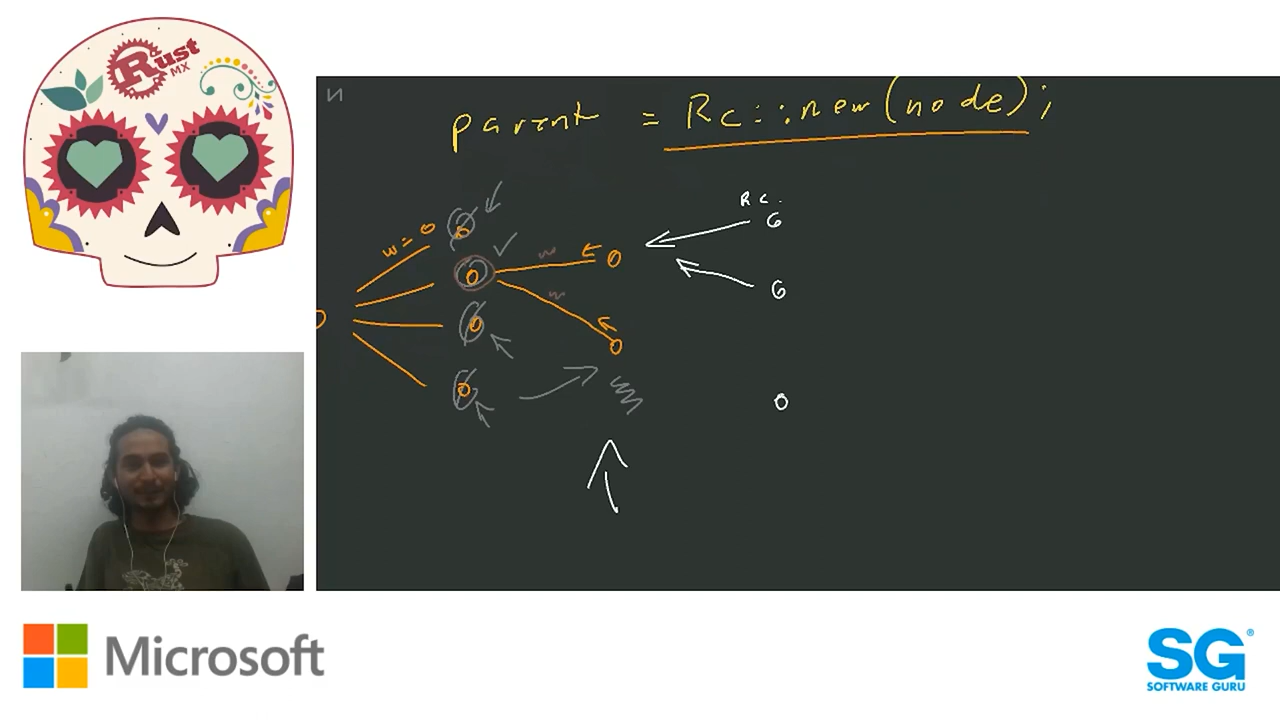 Rust
MX
parent = Rc::new(node);
w=0
Rc.
Microsoft
SG
SOFTWARE GURU